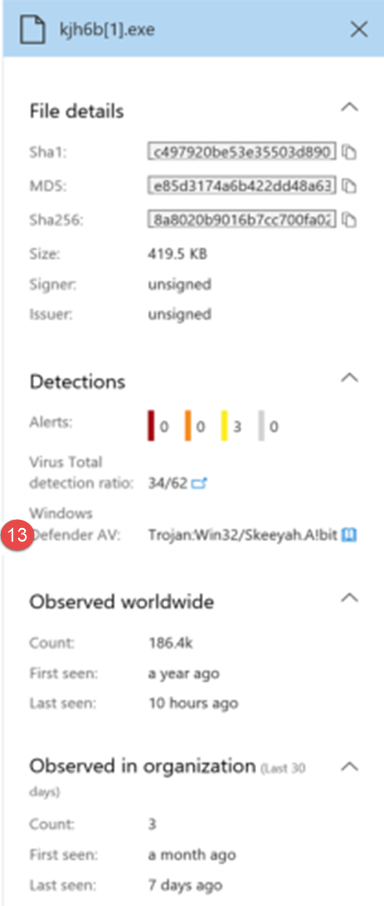 kjh6b[1].exe
File details
Sha1: c497920be53e35503d890
MD5: e85d3174a6b422dd48a63
Sha256: 8a8020b9016b7cc700fa02
Size: 419.5 KB
Signer: unsigned
Issuer: unsigned
Detections
Alerts: 0 0 3 0
Virus Total
detection ratio: 34/62
Windows
13 Defender AV: Trojan:Win32/Skeeyah.A!bit
Observed worldwide
Count: 186.4k
First seen: a year ago
Last seen: 10 hours ago
Observed in organization (Last 30
days)
Count: 3
First seen: a month ago
Last seen: 7 days ago